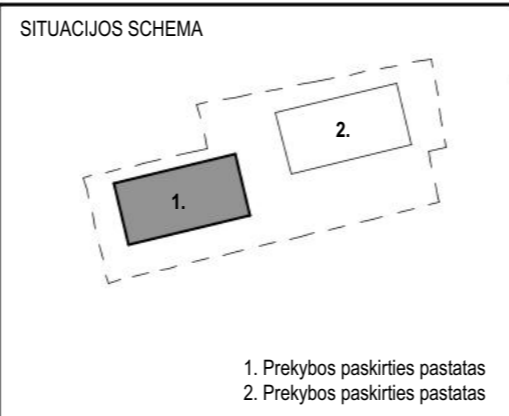 SITUACIJOS SCHEMA
2.
1.
1. Prekybos paskirties pastatas
2. Prekybos paskirties pastatas